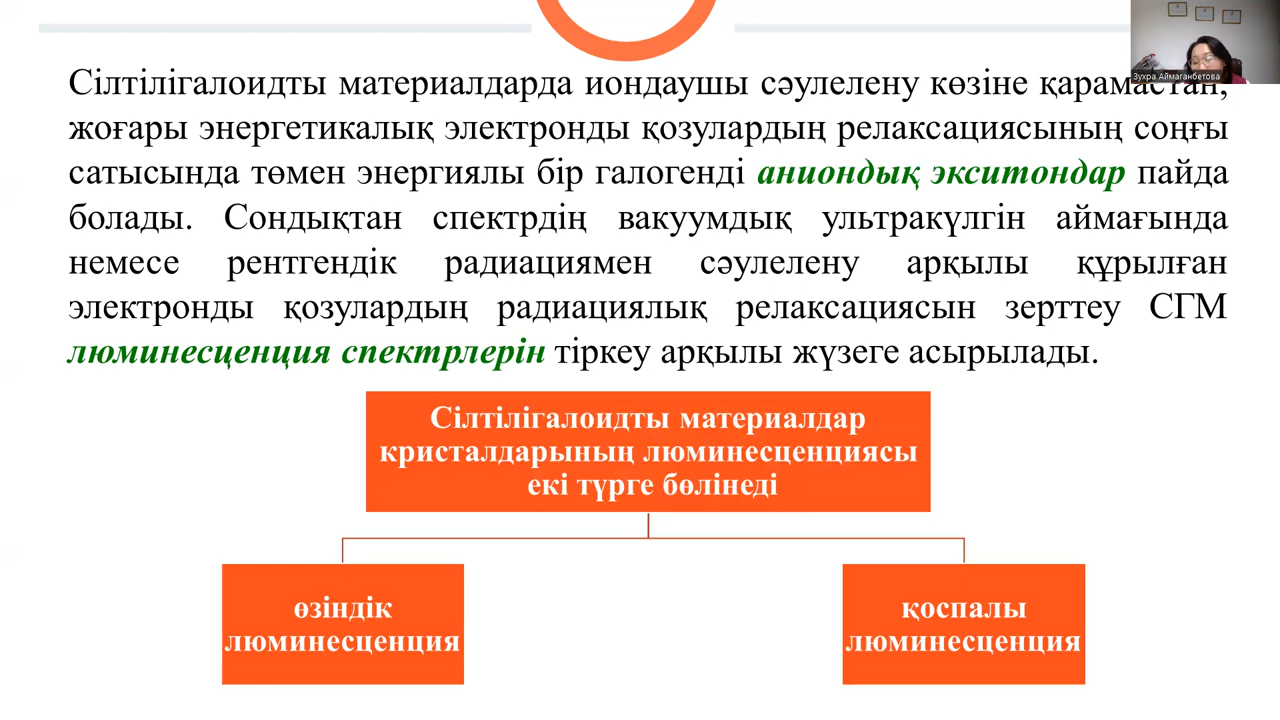 Зухра Аймаганбетова
Сілтілігалоидты материалдарда иондаушы сәулелену көзіне қарамастан,
жоғары энергетикалық электронды қозулардың релаксациясының соңғы
сатысында төмен энергиялы бір галогенді аниондық экситондар пайда
болады. Сондықтан спектрдің вакуумдық ультракүлгін аймағында
немесе рентгендік радиациямен сәулелену арқылы құрылған
электронды қозулардың радиациялық релаксациясын зерттеу СГМ
люминесценция спектрлерін тіркеу арқылы жүзеге асырылады.
Сілтілігалоидты материалдар
кристалдарының люминесценциясы
екі түрге бөлінеді
өзіндік
люминесценция
қоспалы
люминесценция